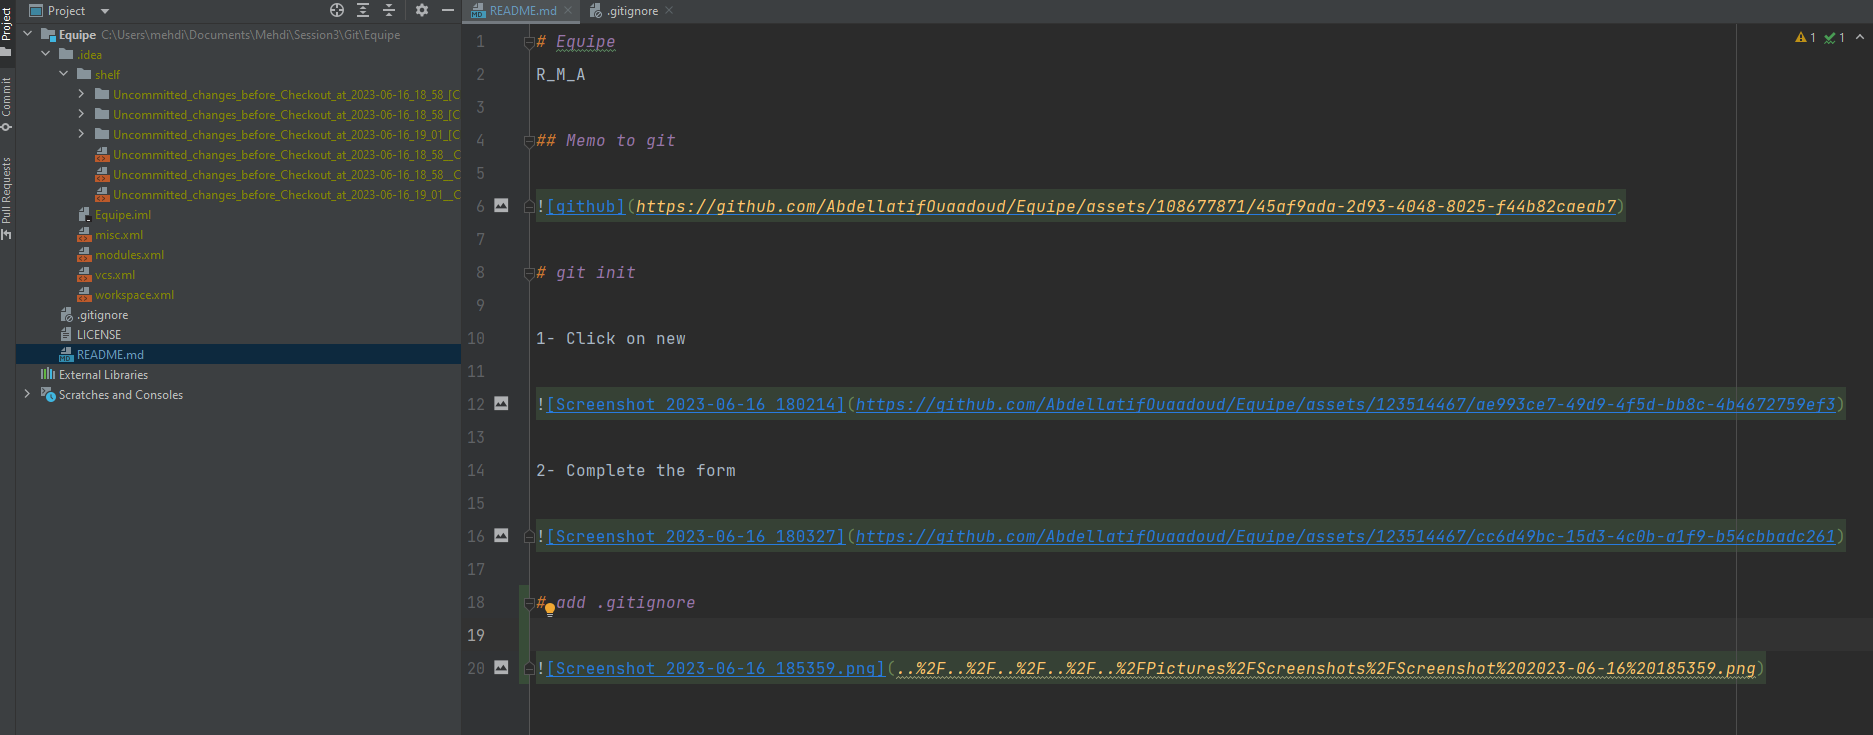 Project
Commit
Pull Requests
Project
Equipe C:\Users\mehdi\Documents\Mehdi\Session3\Git\Equipe
.idea
shelf
Uncommitted_changes_before_Checkout_at_2023-06-16_18_58_[C
Uncommitted_changes_before_Checkout_at_2023-06-16_18_58_[C
Uncommitted_changes_before_Checkout_at_2023-06-16_19_01_[C
Uncommitted_changes_before_Checkout_at_2023-06-16_18_58__C
Uncommitted_changes_before_Checkout_at_2023-06-16_18_58__C
Uncommitted_changes_before_Checkout_at_2023-06-16_19_01__C
Equipe.iml
misc.xml
modules.xml
vcs.xml
workspace.xml
.gitignore
LICENSE
README.md
External Libraries
Scratches and Consoles
README.md .gitignore
1 1
1 # Equipe
2 R_M_A
3
4 ## Memo to git
5
6 ![github](https://github.com/AbdellatifOuaadoud/Equipe/assets/108677871/45af9ada-2d93-4048-8025-f44b82caeab7)
7
8 # git init
9
10 1- Click on new
11
12 ![Screenshot 2023-06-16 180214](https://github.com/AbdellatifOuaadoud/Equipe/assets/123514467/ae993ce7-49d9-4f5d-bb8c-4b4672759ef3)
13
14 2- Complete the form
15
16 ![Screenshot 2023-06-16 180327](https://github.com/AbdellatifOuaadoud/Equipe/assets/123514467/cc6d49bc-15d3-4c0b-a1f9-b54cbbadc261)
17
18 # add .gitignore
19
20 ![Screenshot 2023-06-16 185359.png](..%2F..%2F..%2F..%2F..%2FPictures%2FScreenshots%2FScreenshot%202023-06-16%20185359.png)